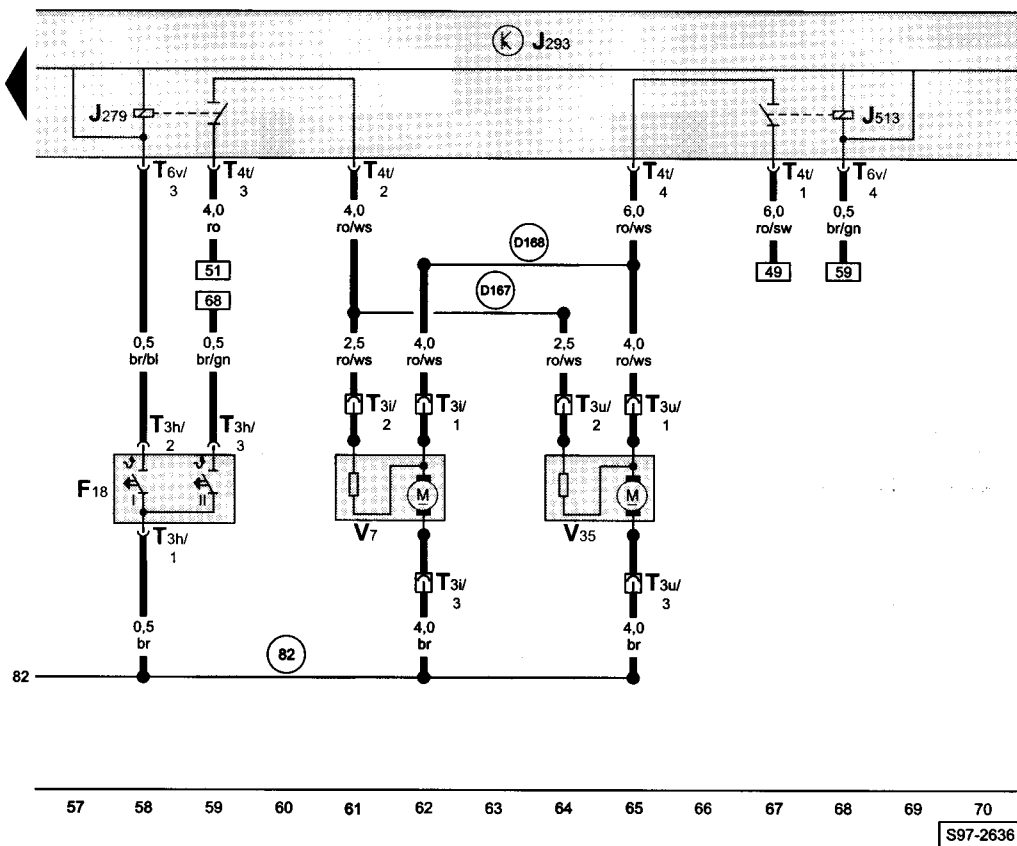 K J293
J279 J513
T6v/ T4t/ T4t/ T4t/ T4t/ T6v/
3 3 2 4 1 4
4,0 4,0 6,0 6,0 0,5
ro ro/ws ro/ws ro/sw br/gn
D168
51 49 59
D167
68
0,5 0,5 2,5 4,0 2,5 4,0
br/bl br/gn ro/ws ro/ws ro/ws ro/ws
T3i/ T3i/ T3u/ T3u/
2 1 2 1
T3h/ T3h/
2 3
F18 I II M M
V7 V35
T3h/
1
T3i/ T3u/
3 3
0,5 4,0 4,0
br br br
82
82
57 58 59 60 61 62 63 64 65 66 67 68 69 70
S97-2636